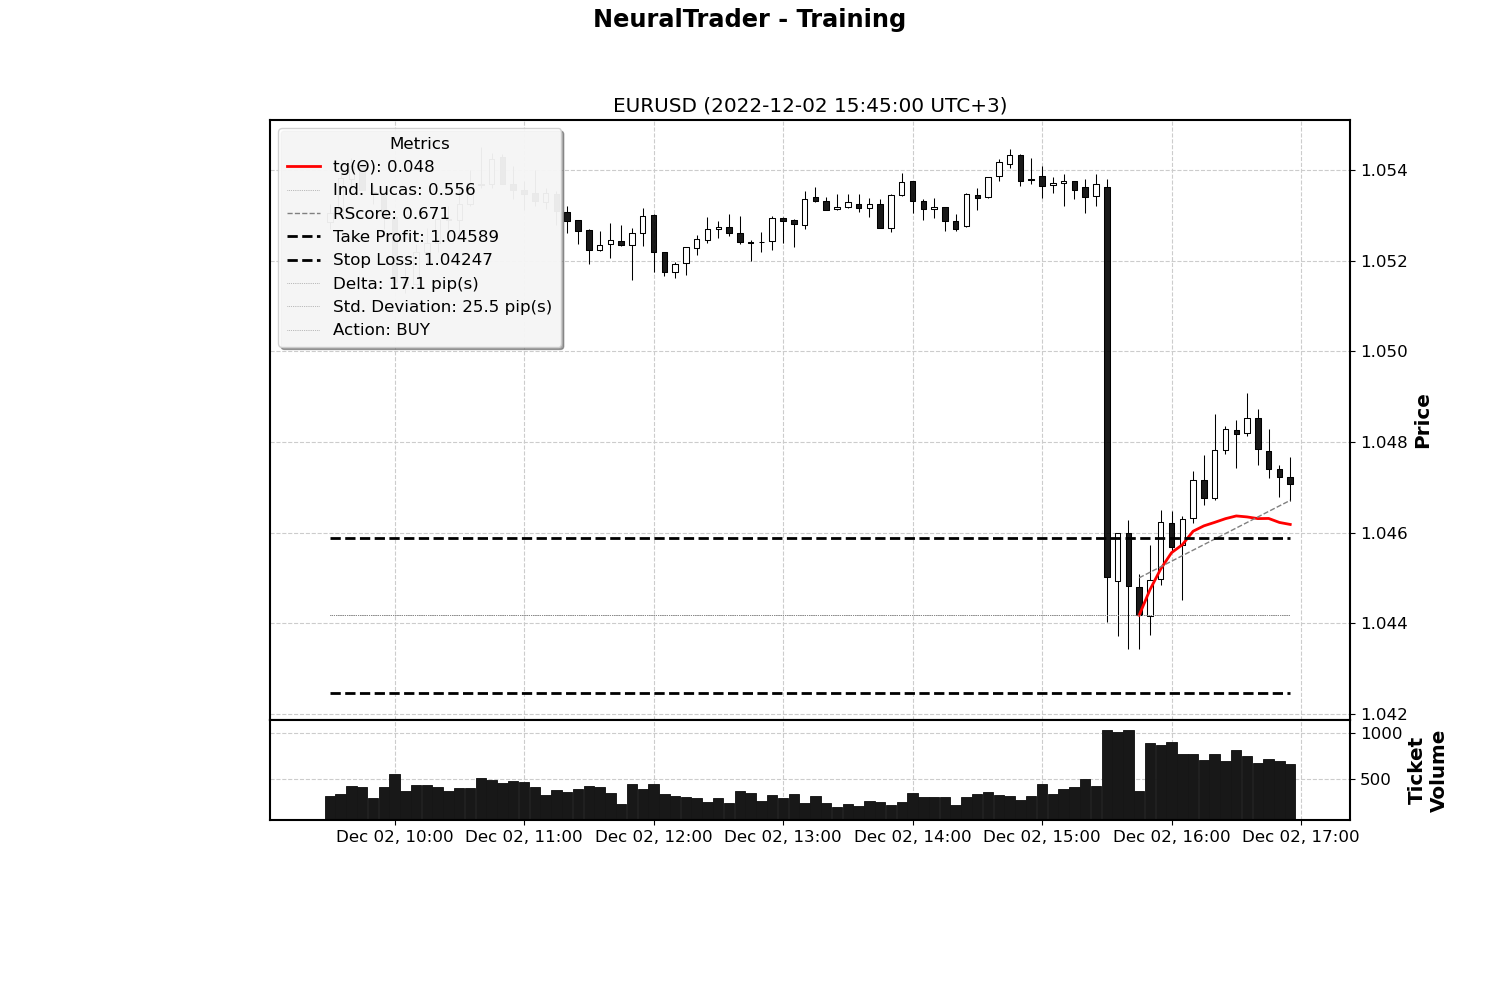 NeuralTrader - Training
EURUSD (2022-12-02 15:45:00 UTC+3)
Metrics
tg(Θ): 0.048
Ind. Lucas: 0.556
RScore: 0.671
Take Profit: 1.04589
Stop Loss: 1.04247
Delta: 17.1 pip(s)
Std. Deviation: 25.5 pip(s)
Action: BUY
1.054
1.052
1.050
1.048
1.046
1.044
1.042
Price
1000
500
Ticket
Volume
Dec 02, 10:00
Dec 02, 11:00
Dec 02, 12:00
Dec 02, 13:00
Dec 02, 14:00
Dec 02, 15:00
Dec 02, 16:00
Dec 02, 17:00